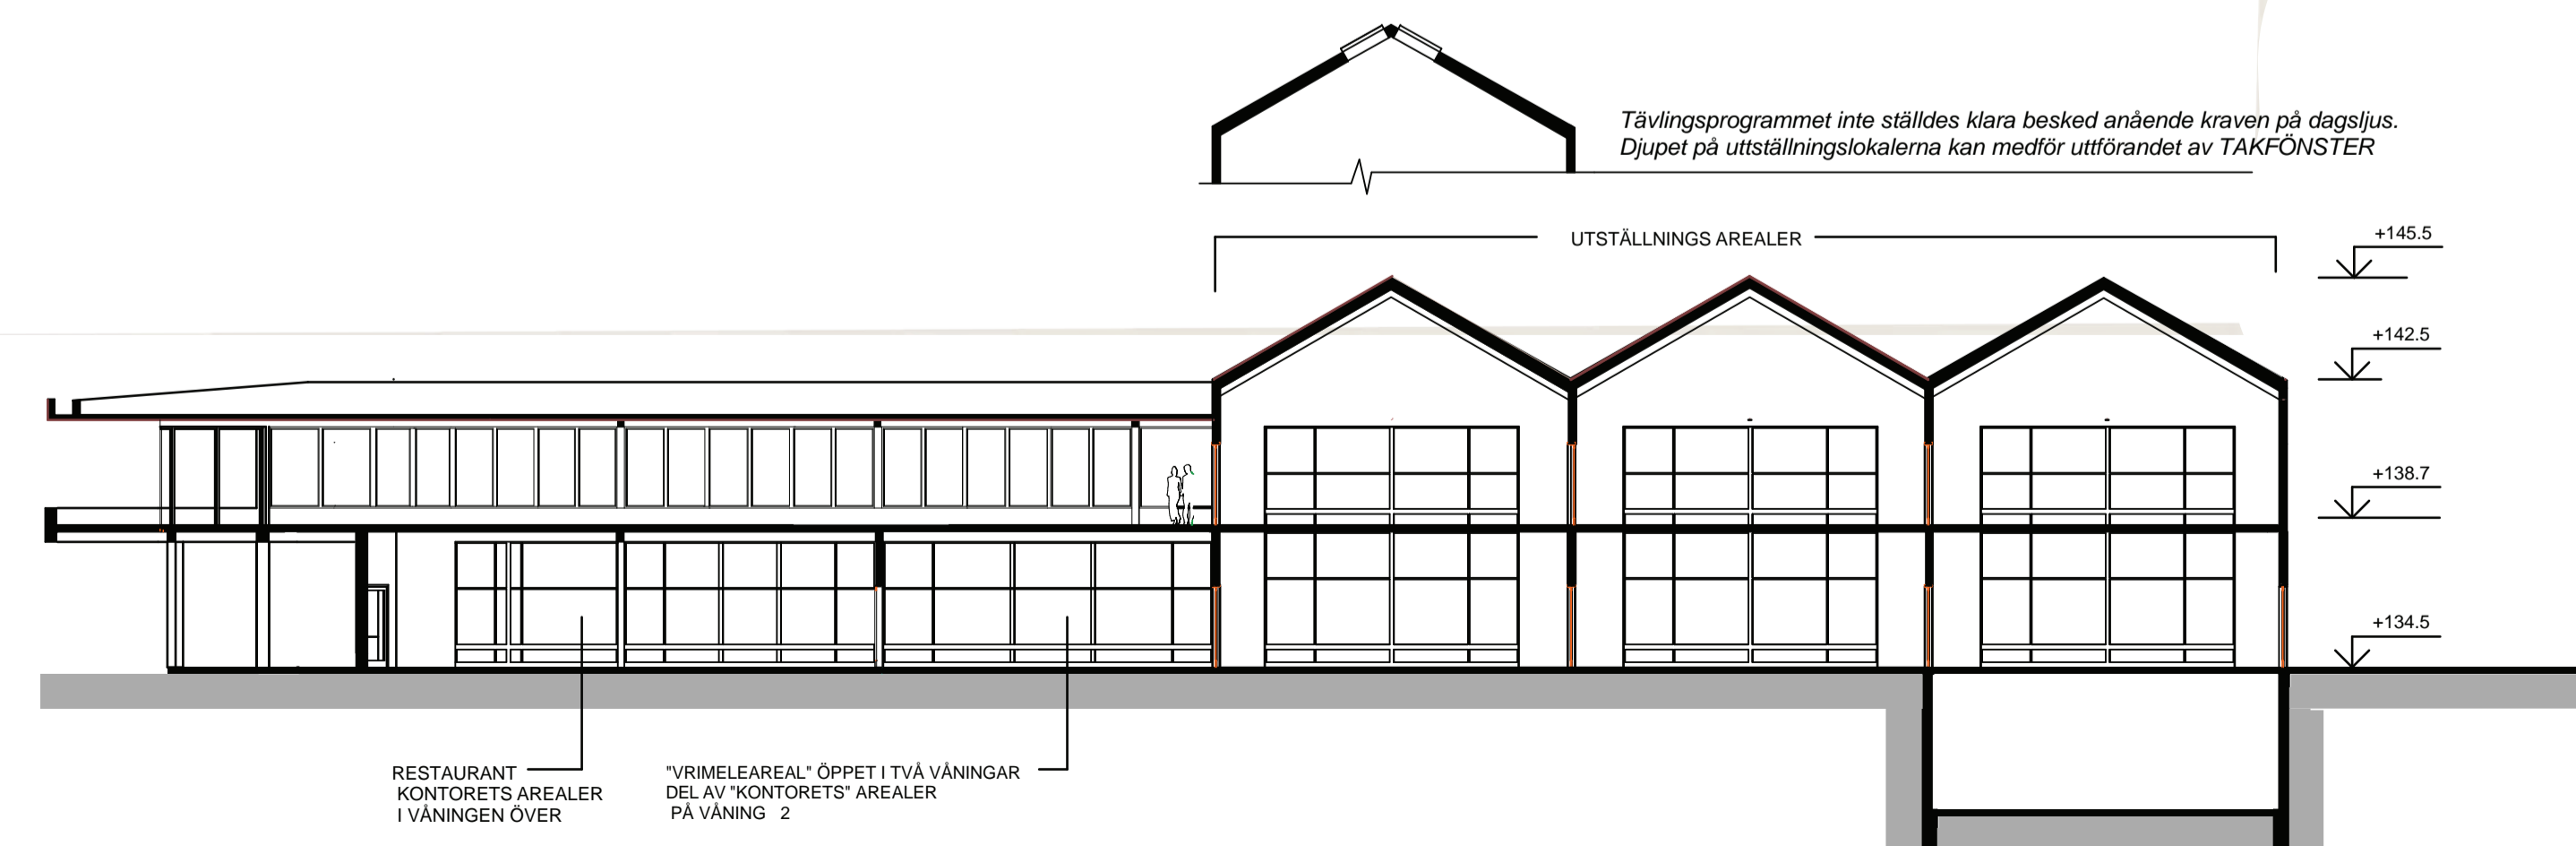 Tävlingsprogrammet inte ställdes klara besked anående kraven på dagsljus.
Djupet på uttställningslokalerna kan medför uttförandet av TAKFÖNSTER
UTSTÄLLNINGS AREALER
+145.5
+142.5
+138.7
+134.5
RESTAURANT
KONTORETS AREALER
I VÅNINGEN ÖVER
"VRIMELEAREAL" ÖPPET I TVÅ VÅNINGAR
DEL AV "KONTORETS" AREALER
PÅ VÅNING 2